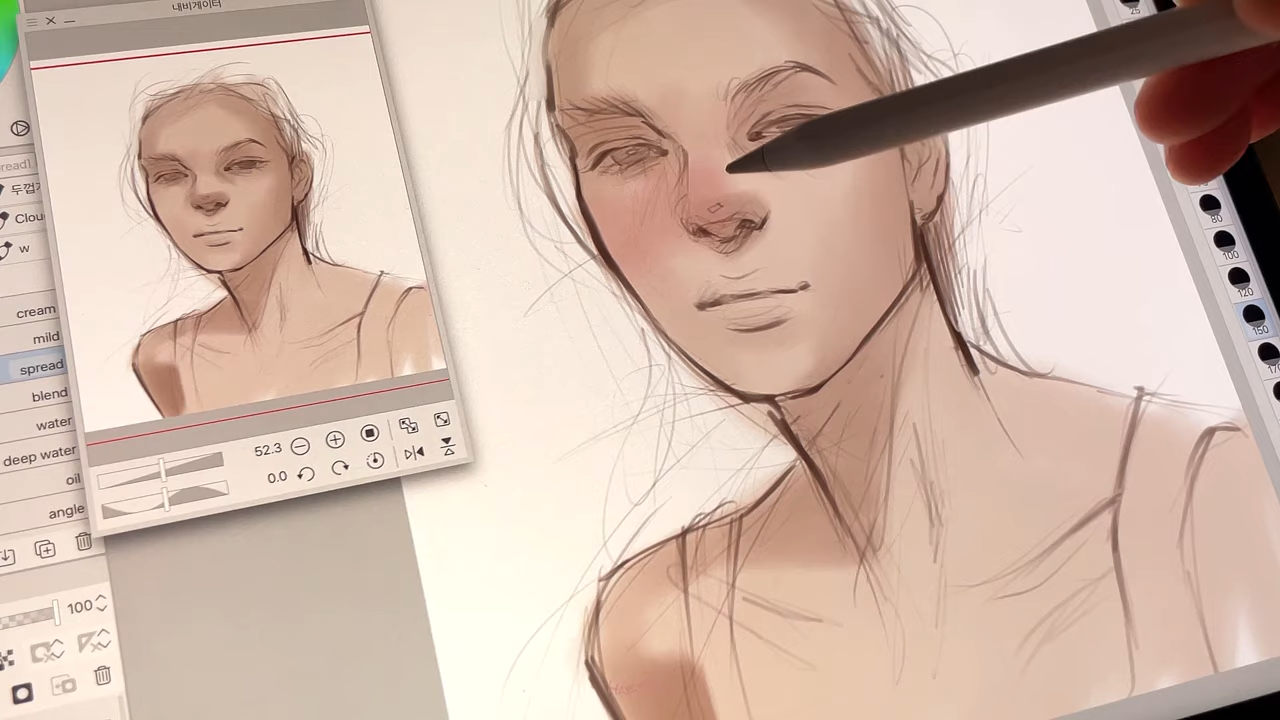 내비게이터
두껍
Clou
w
cream
mild
spread
blend
water
deep water
oil
angle
52.3
0.0
100
25
80
100
120
150